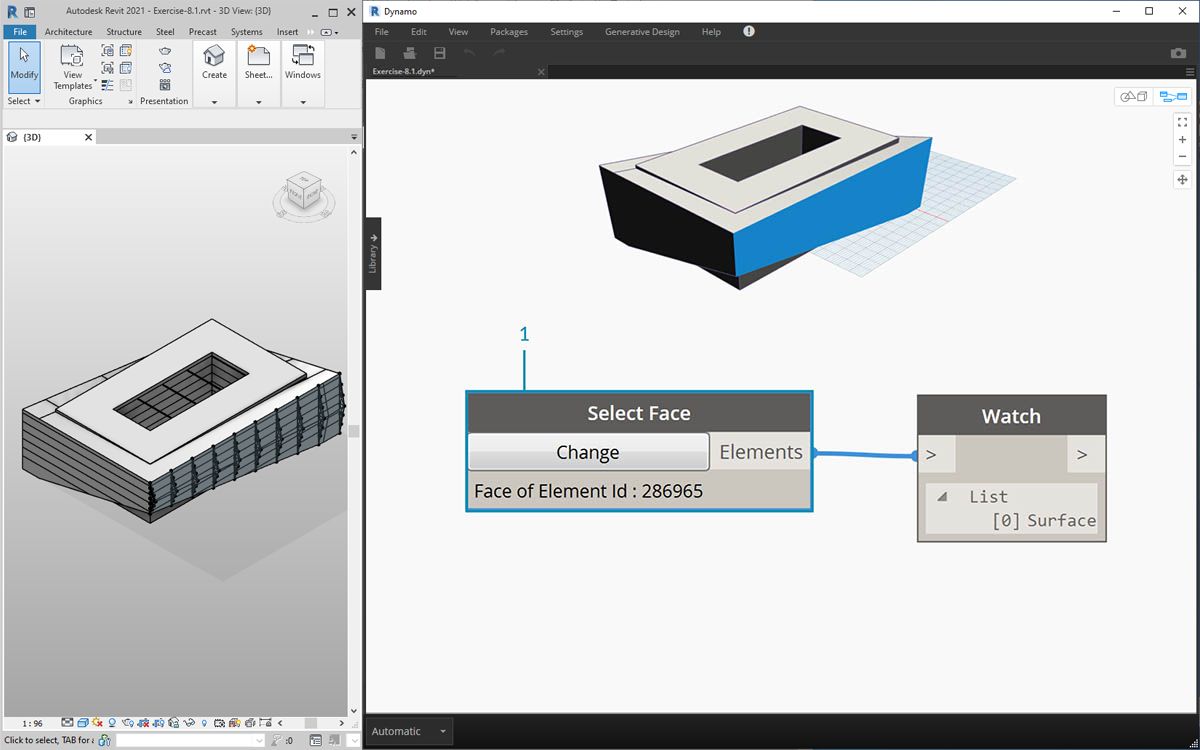 Autodesk Revit 2021 - Exercise-8.1.rvt - 3D View: {3D}
File Architecture Structure Steel Precast Systems Insert
Modify
View
Templates
Create
Sheet...
Windows
Select
Graphics
Presentation
{3D}
TOP
1 : 96
Click to select, TAB for a
:0
Dynamo
File Edit View Packages Settings Generative Design Help
Exercise-8.1.dyn*
Library
1
Select Face
Change
Elements
Face of Element Id : 286965
Watch
>
>
List
[0] Surface
Automatic